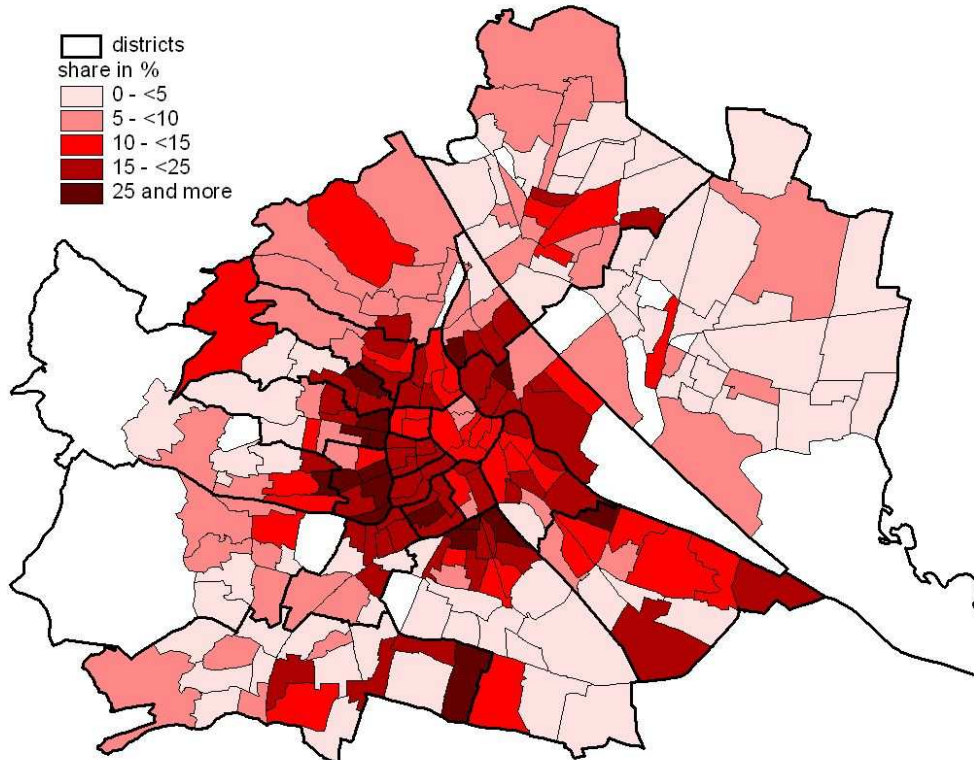 districts
share in %
0 - <5
5 - <10
10 - <15
15 - <25
25 and more